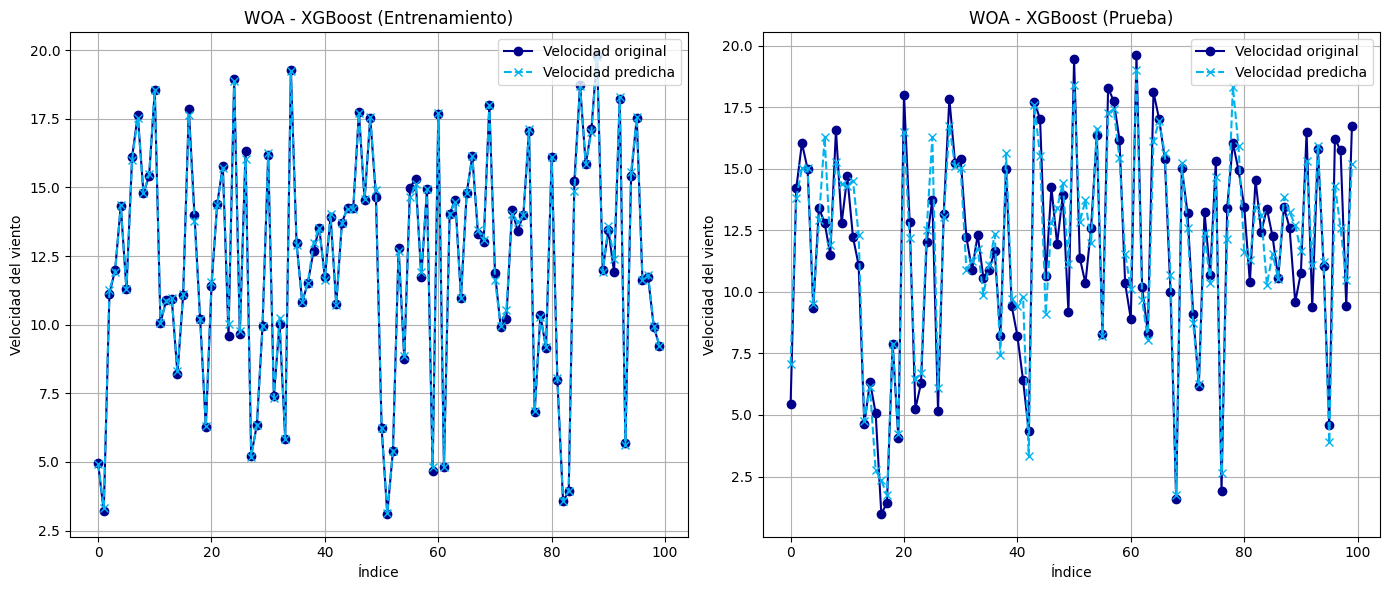 WOA - XGBoost (Entrenamiento)
Velocidad original
Velocidad predicha
Velocidad del viento
20.0
17.5
15.0
12.5
10.0
7.5
5.0
2.5
0
20
40
60
80
100
Índice
WOA - XGBoost (Prueba)
Velocidad original
Velocidad predicha
Velocidad del viento
20.0
17.5
15.0
12.5
10.0
7.5
5.0
2.5
0
20
40
60
80
100
Índice